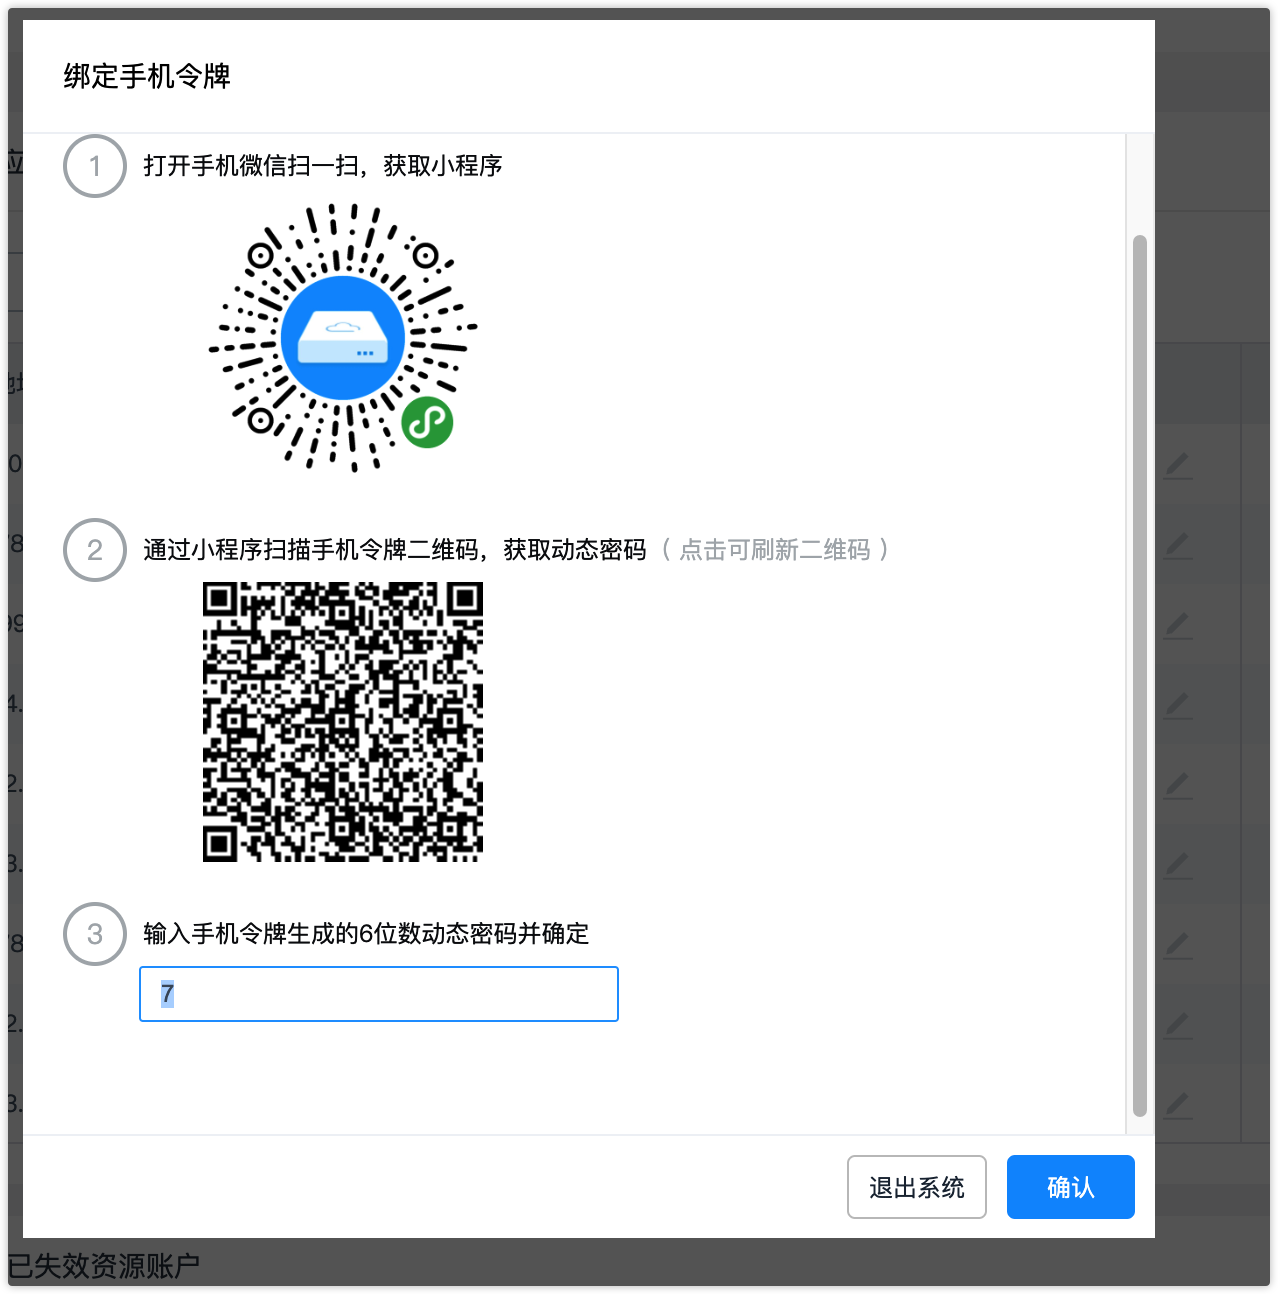 绑定手机令牌
1
打开手机微信扫一扫，获取小程序
2
通过小程序扫描手机令牌二维码，获取动态密码（ 点击可刷新二维码 ）
3
输入手机令牌生成的6位数动态密码并确定
7
退出系统
确认
已失效资源账户